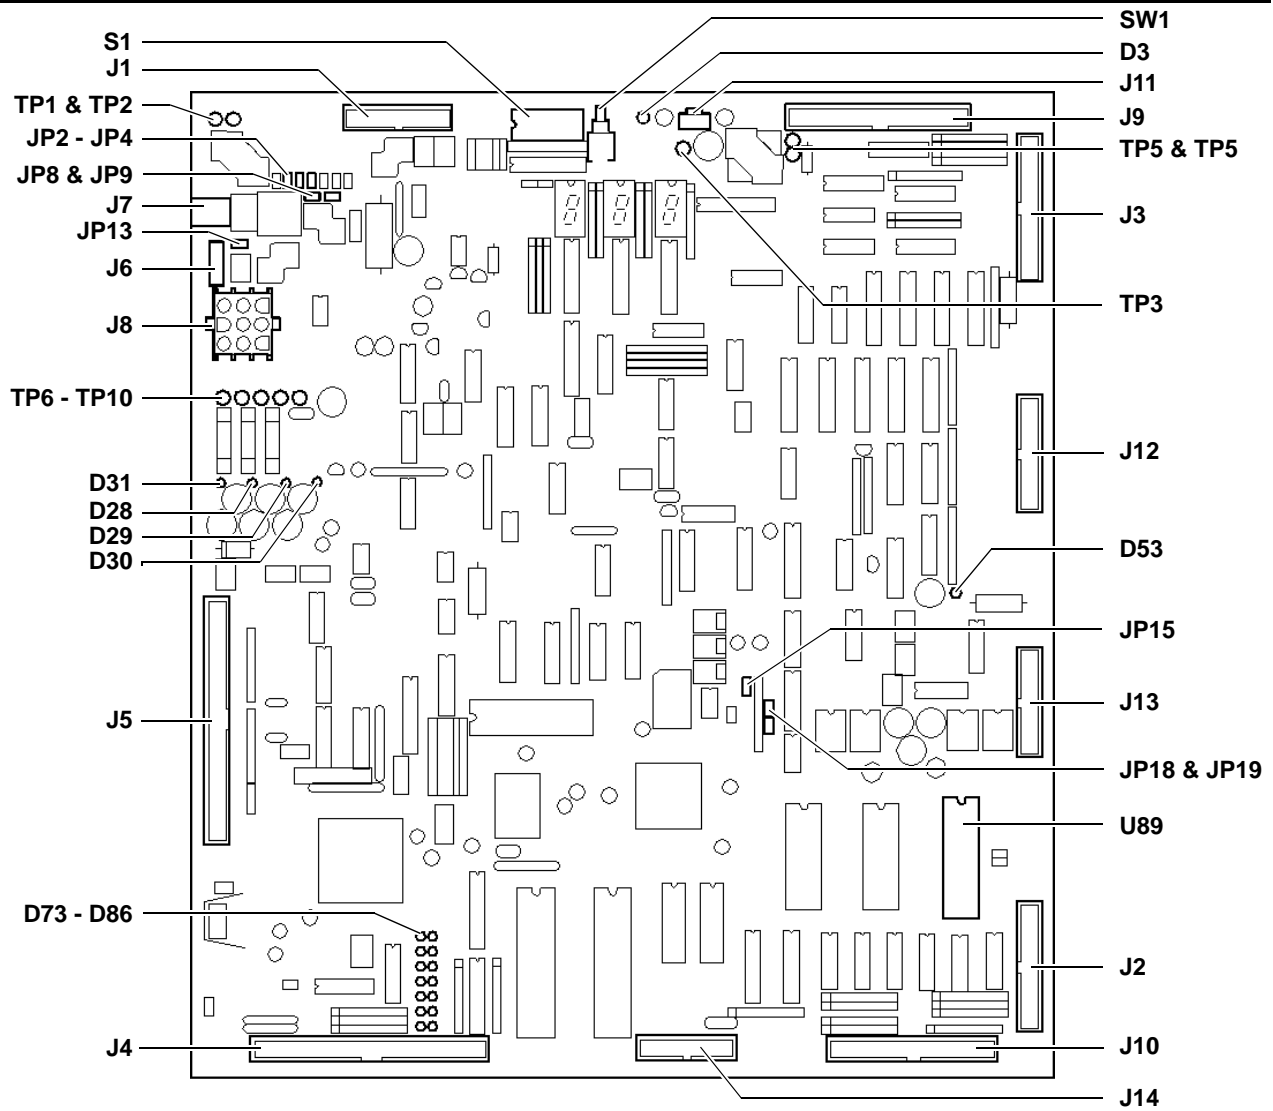 S1
J1
TP1 & TP2
JP2 - JP4
JP8 & JP9
J7
JP13
J6
J8
TP6 - TP10
D31
D28
D29
D30
J5
D73 - D86
J4
SW1
D3
J11
J9
TP5 & TP5
J3
TP3
J12
D53
JP15
J13
JP18 & JP19
U89
J2
J10
J14